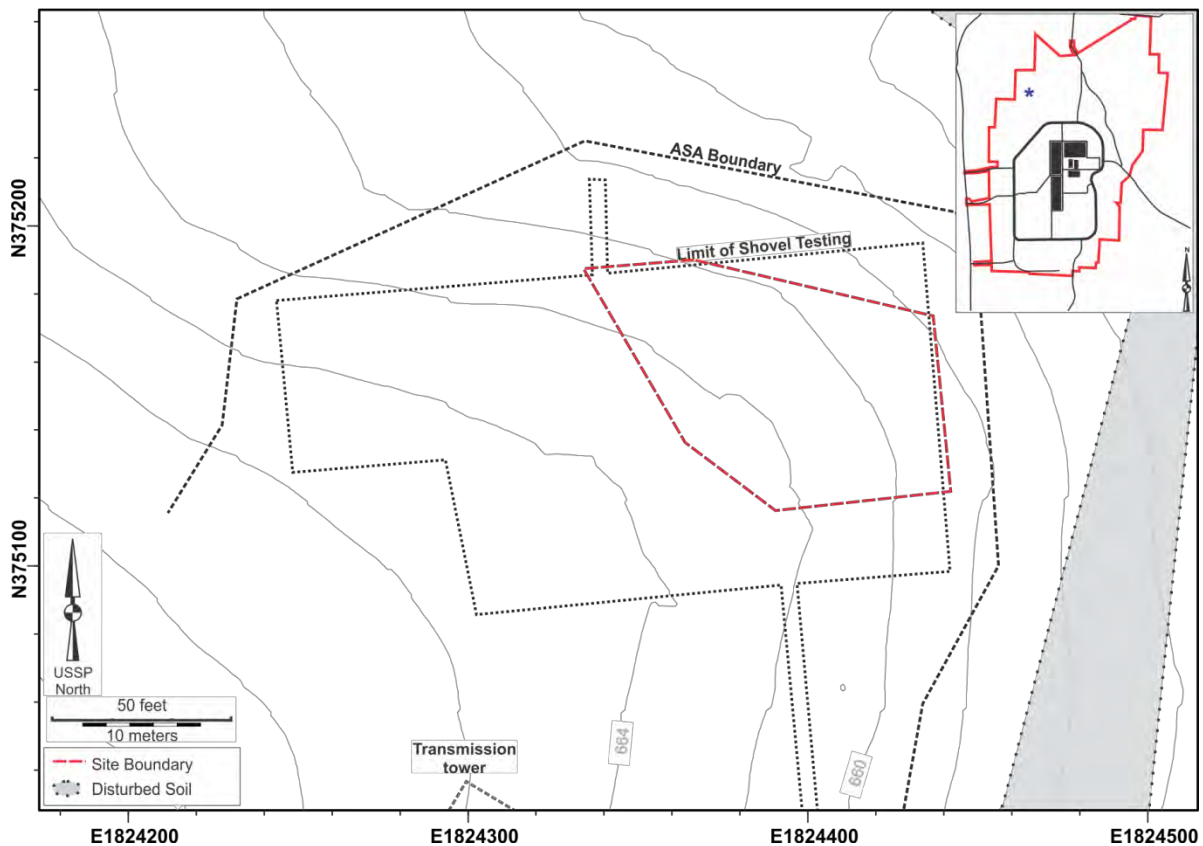 ASA Boundary
N
N375200
Limit of Shovel Testing
N375100
USSP
North
50 feet
10 meters
Site Boundary
Disturbed Soil
Transmission
tower
664
660
E1824200
E1824300
E1824400
E1824500